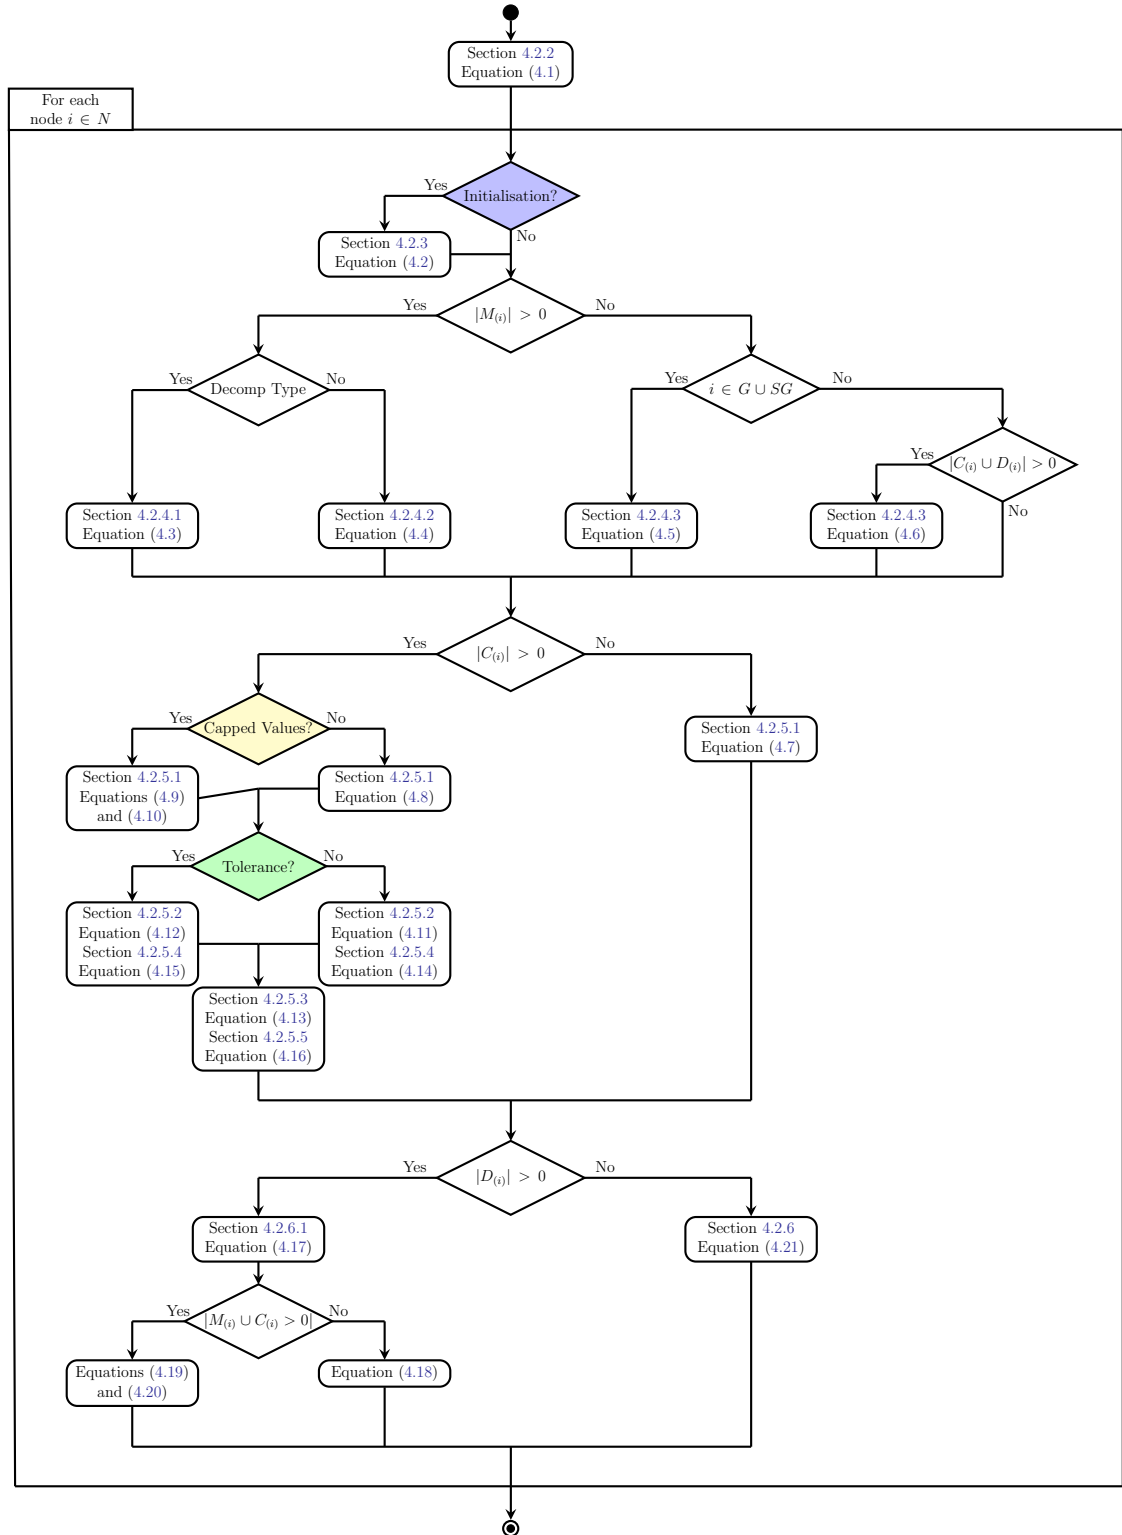 Section 4.2.2
Equation (4.1)
For each
node i ∈ N
Initialisation?
Yes
No
Section 4.2.3
Equation (4.2)
|M(i)| > 0
Yes
No
Decomp Type
Yes
No
i ∈ G ∪ SG
Yes
No
|C(i) ∪ D(i)| > 0
Yes
No
Section 4.2.4.1
Equation (4.3)
Section 4.2.4.2
Equation (4.4)
Section 4.2.4.3
Equation (4.5)
Section 4.2.4.3
Equation (4.6)
|C(i)| > 0
Yes
No
Capped Values?
Yes
No
Section 4.2.5.1
Equation (4.7)
Section 4.2.5.1
Equations (4.9)
and (4.10)
Section 4.2.5.1
Equation (4.8)
Tolerance?
Yes
No
Section 4.2.5.2
Equation (4.12)
Section 4.2.5.4
Equation (4.15)
Section 4.2.5.2
Equation (4.11)
Section 4.2.5.4
Equation (4.14)
Section 4.2.5.3
Equation (4.13)
Section 4.2.5.5
Equation (4.16)
|D(i)| > 0
Yes
No
Section 4.2.6.1
Equation (4.17)
Section 4.2.6
Equation (4.21)
|M(i) ∪ C(i) > 0|
Yes
No
Equations (4.19)
and (4.20)
Equation (4.18)